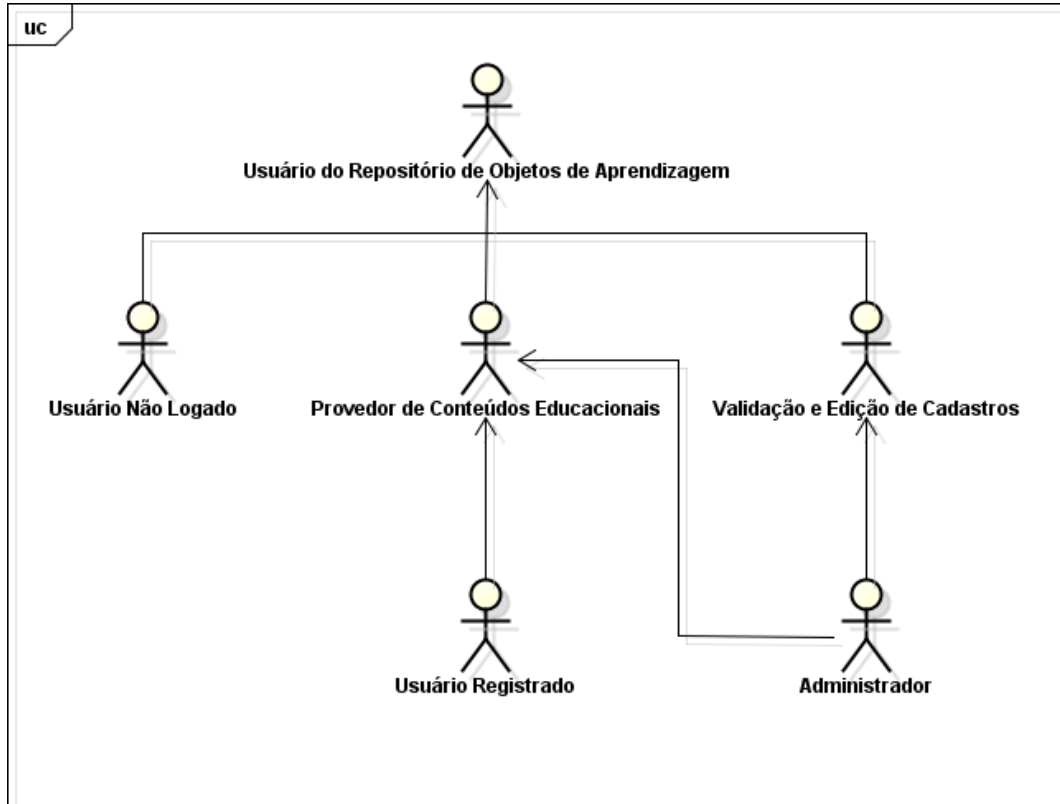 uc
Usuário do Repositório de Objetos de Aprendizagem
Usuário Não Logado
Provedor de Conteúdos Educacionais
Validação e Edição de Cadastros
Usuário Registrado
Administrador